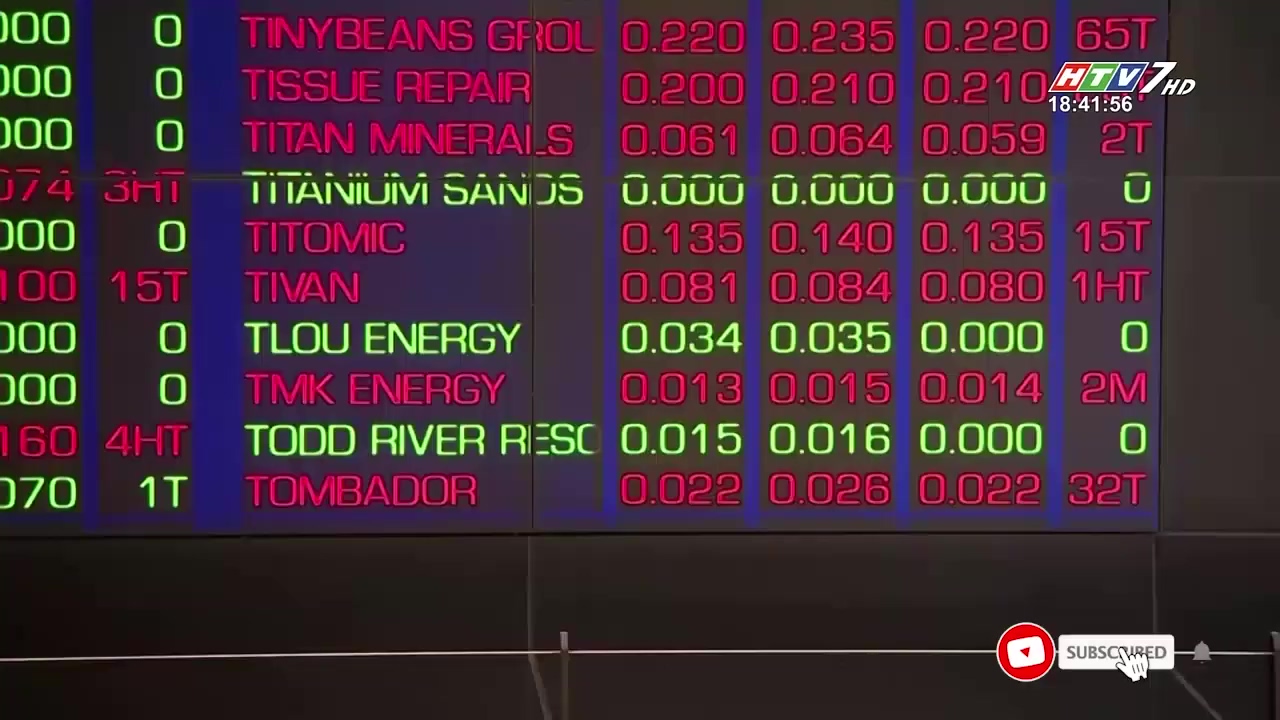 000 0 TINYBEANS GROU 0.220 0.235 0.220 65T
000 0 TISSUE REPAIR 0.200 0.210 0.210
HTV7 HD
18:41:56
000 0 TITAN MINERALS 0.061 0.064 0.059 2T
074 3HT TITANIUM SANDS 0.000 0.000 0.000 0
000 0 TITOMIC 0.135 0.140 0.135 15T
100 15T TIVAN 0.081 0.084 0.080 1HT
000 0 TLOU ENERGY 0.034 0.035 0.000 0
000 0 TMK ENERGY 0.013 0.015 0.014 2M
160 4HT TODD RIVER RESO 0.015 0.016 0.000 0
070 1T TOMBADOR 0.022 0.026 0.022 32T
SUBSCRIBED